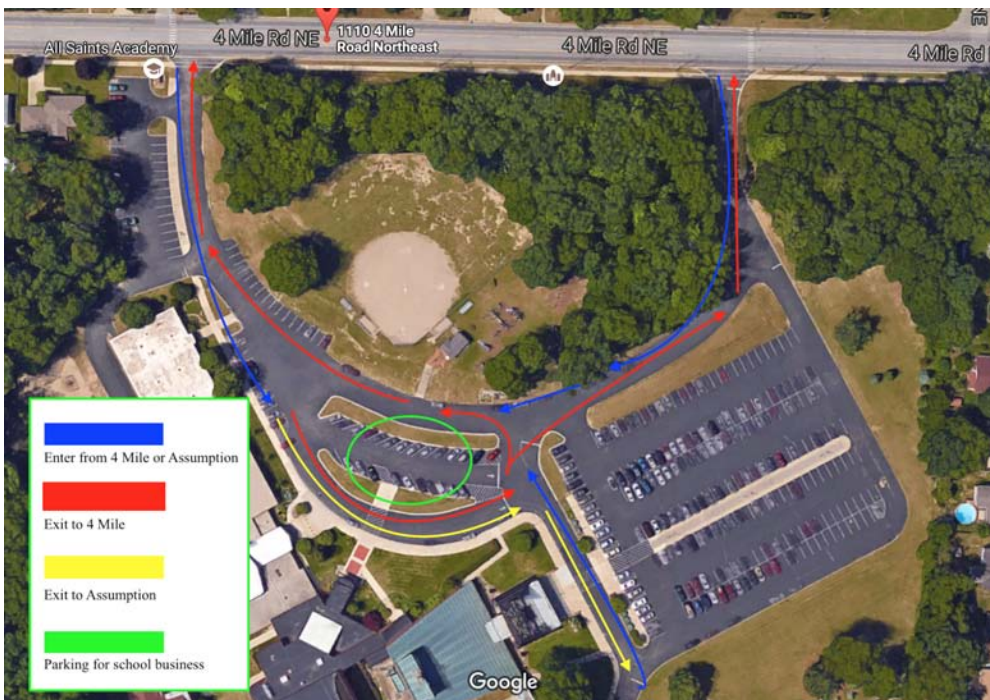 4 Mile Rd NE
1110 4 Mile
Road Northeast
4 Mile Rd NE
NE
4 Mile Rd
All Saints Academy
Enter from 4 Mile or Assumption
Exit to 4 Mile
Exit to Assumption
Parking for school business
Google